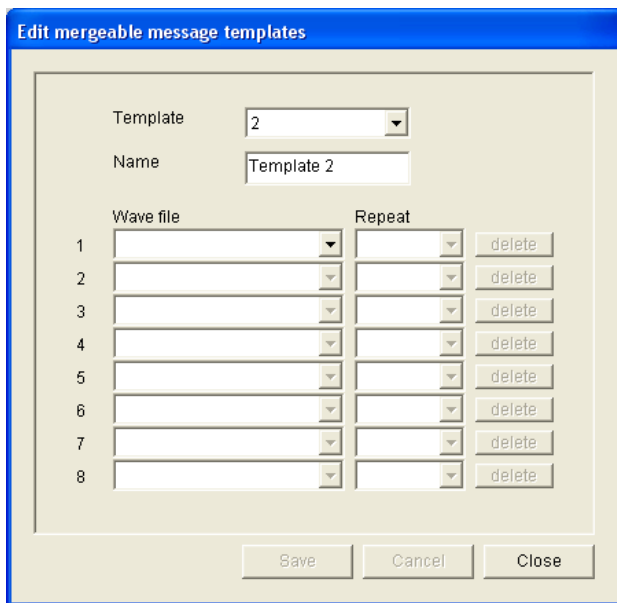 Edit mergeable message templates
Template 2
Name Template 2
Wave file Repeat
1 delete
2 delete
3 delete
4 delete
5 delete
6 delete
7 delete
8 delete
Save Cancel Close